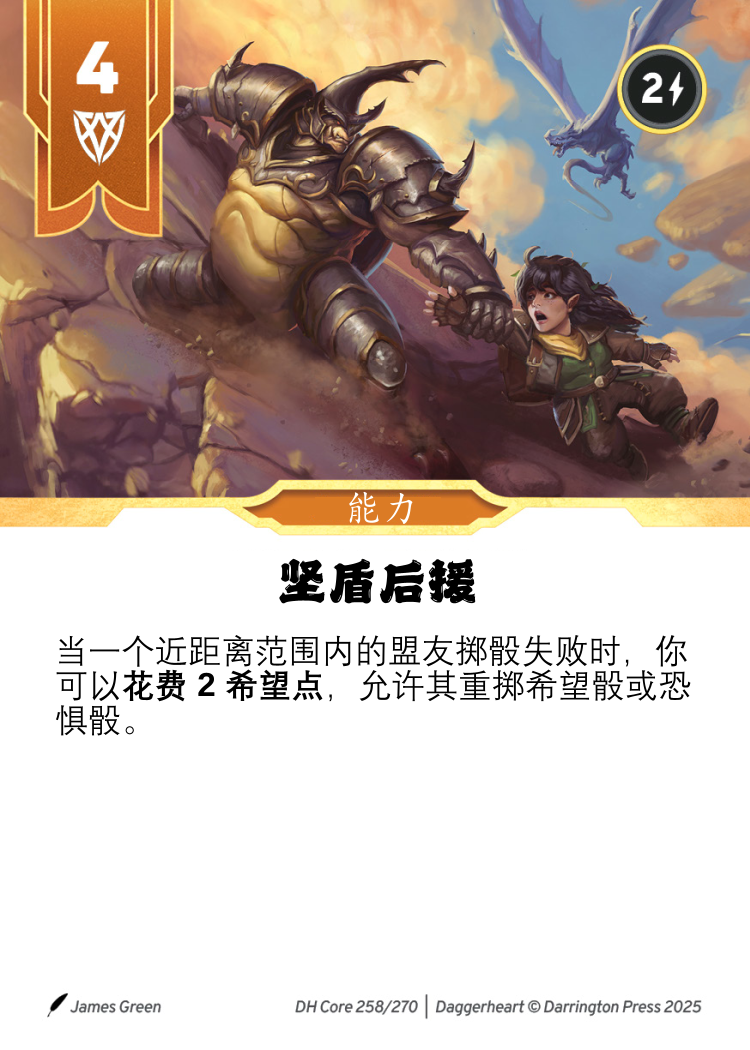 4
2
能力
坚盾后援
当一个近距离范围内的盟友掷骰失败时，你
可以花费 2 希望点，允许其重掷希望骰或恐
惧骰。
James Green
DH Core 258/270 | Daggerheart © Darrington Press 2025